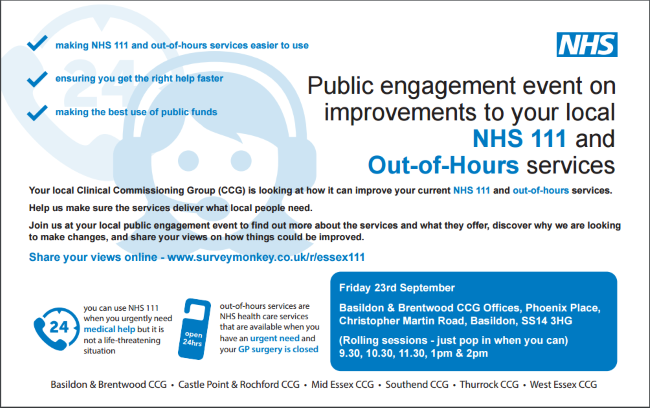 making NHS 111 and out-of-hours services easier to use
ensuring you get the right help faster
making the best use of public funds
NHS
Public engagement event on
improvements to your local
NHS 111 and
Out-of-Hours services
24
Your local Clinical Commissioning Group (CCG) is looking at how it can improve your current NHS 111 and out-of-hours services.
Help us make sure the services deliver what local people need.
Join us at your local public engagement event to find out more about the services and what they offer, discover why we are looking
to make changes, and share your views on how things could be improved.
Share your views online - www.surveymonkey.co.uk/r/essex111
24
you can use NHS 111
when you urgently need
medical help but it is
not a life-threatening
situation
open
24hrs
out-of-hours services are
NHS health care services
that are available when you
have an urgent need and
your GP surgery is closed
Friday 23rd September
Basildon & Brentwood CCG Offices, Phoenix Place,
Christopher Martin Road, Basildon, SS14 3HG
(Rolling sessions - just pop in when you can)
9.30, 10.30, 11.30, 1pm & 2pm
Basildon & Brentwood CCG • Castle Point & Rochford CCG • Mid Essex CCG • Southend CCG • Thurrock CCG • West Essex CCG